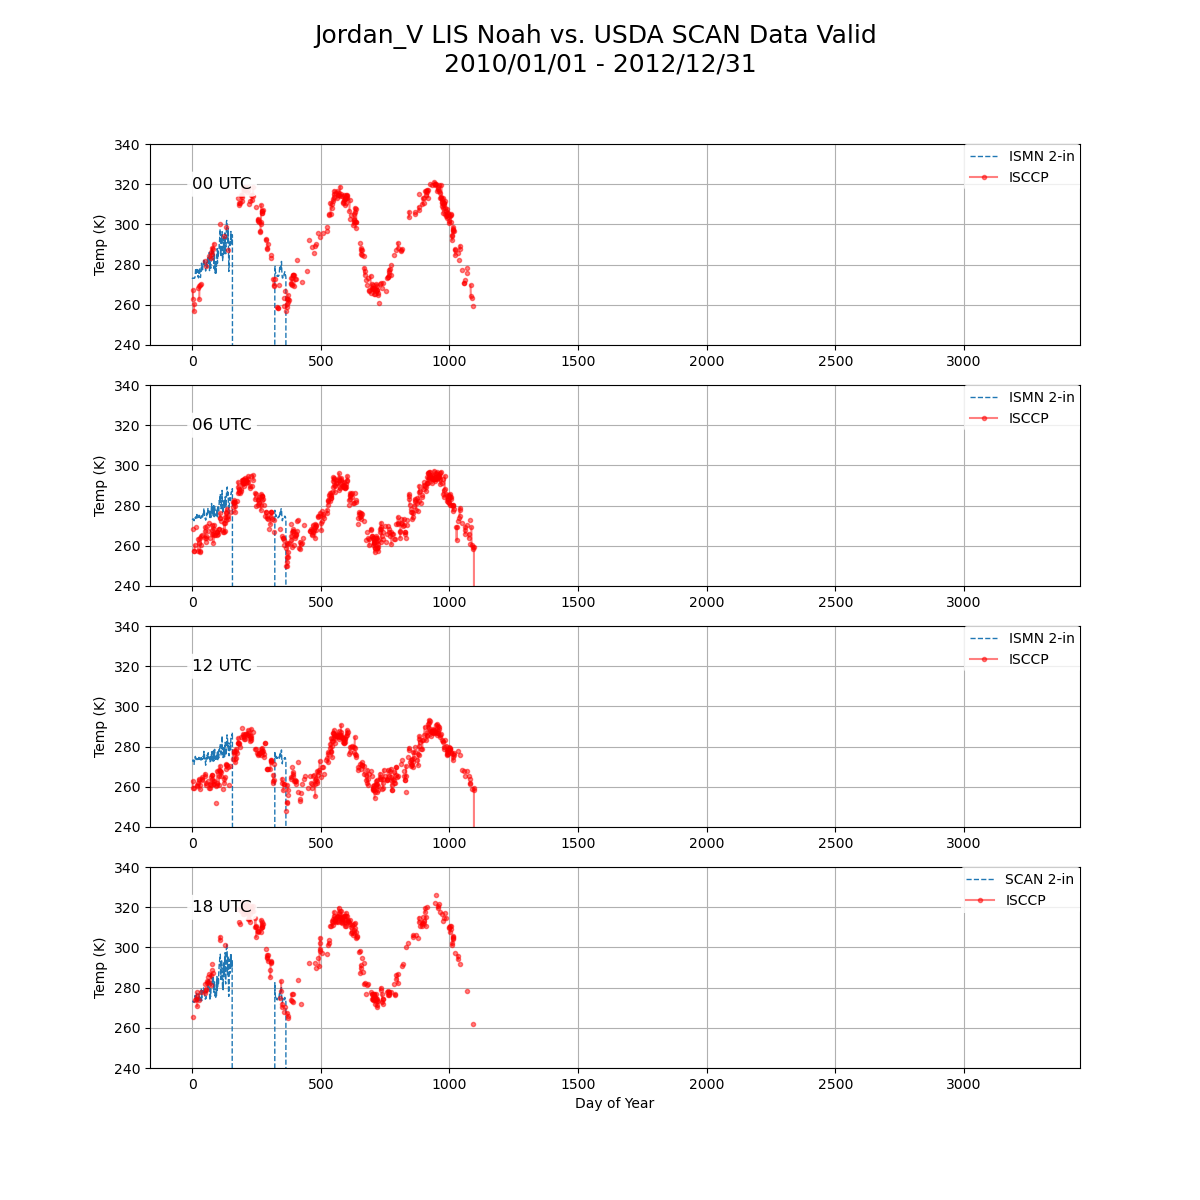 Jordan_V LIS Noah vs. USDA SCAN Data Valid
2010/01/01 - 2012/12/31
340
320
300
280
260
240
Temp (K)
00 UTC
ISMN 2-in
ISCCP
0 500 1000 1500 2000 2500 3000
340
320
300
280
260
240
Temp (K)
06 UTC
ISMN 2-in
ISCCP
0 500 1000 1500 2000 2500 3000
340
320
300
280
260
240
Temp (K)
12 UTC
ISMN 2-in
ISCCP
0 500 1000 1500 2000 2500 3000
340
320
300
280
260
240
Temp (K)
18 UTC
SCAN 2-in
ISCCP
0 500 1000 1500 2000 2500 3000
Day of Year